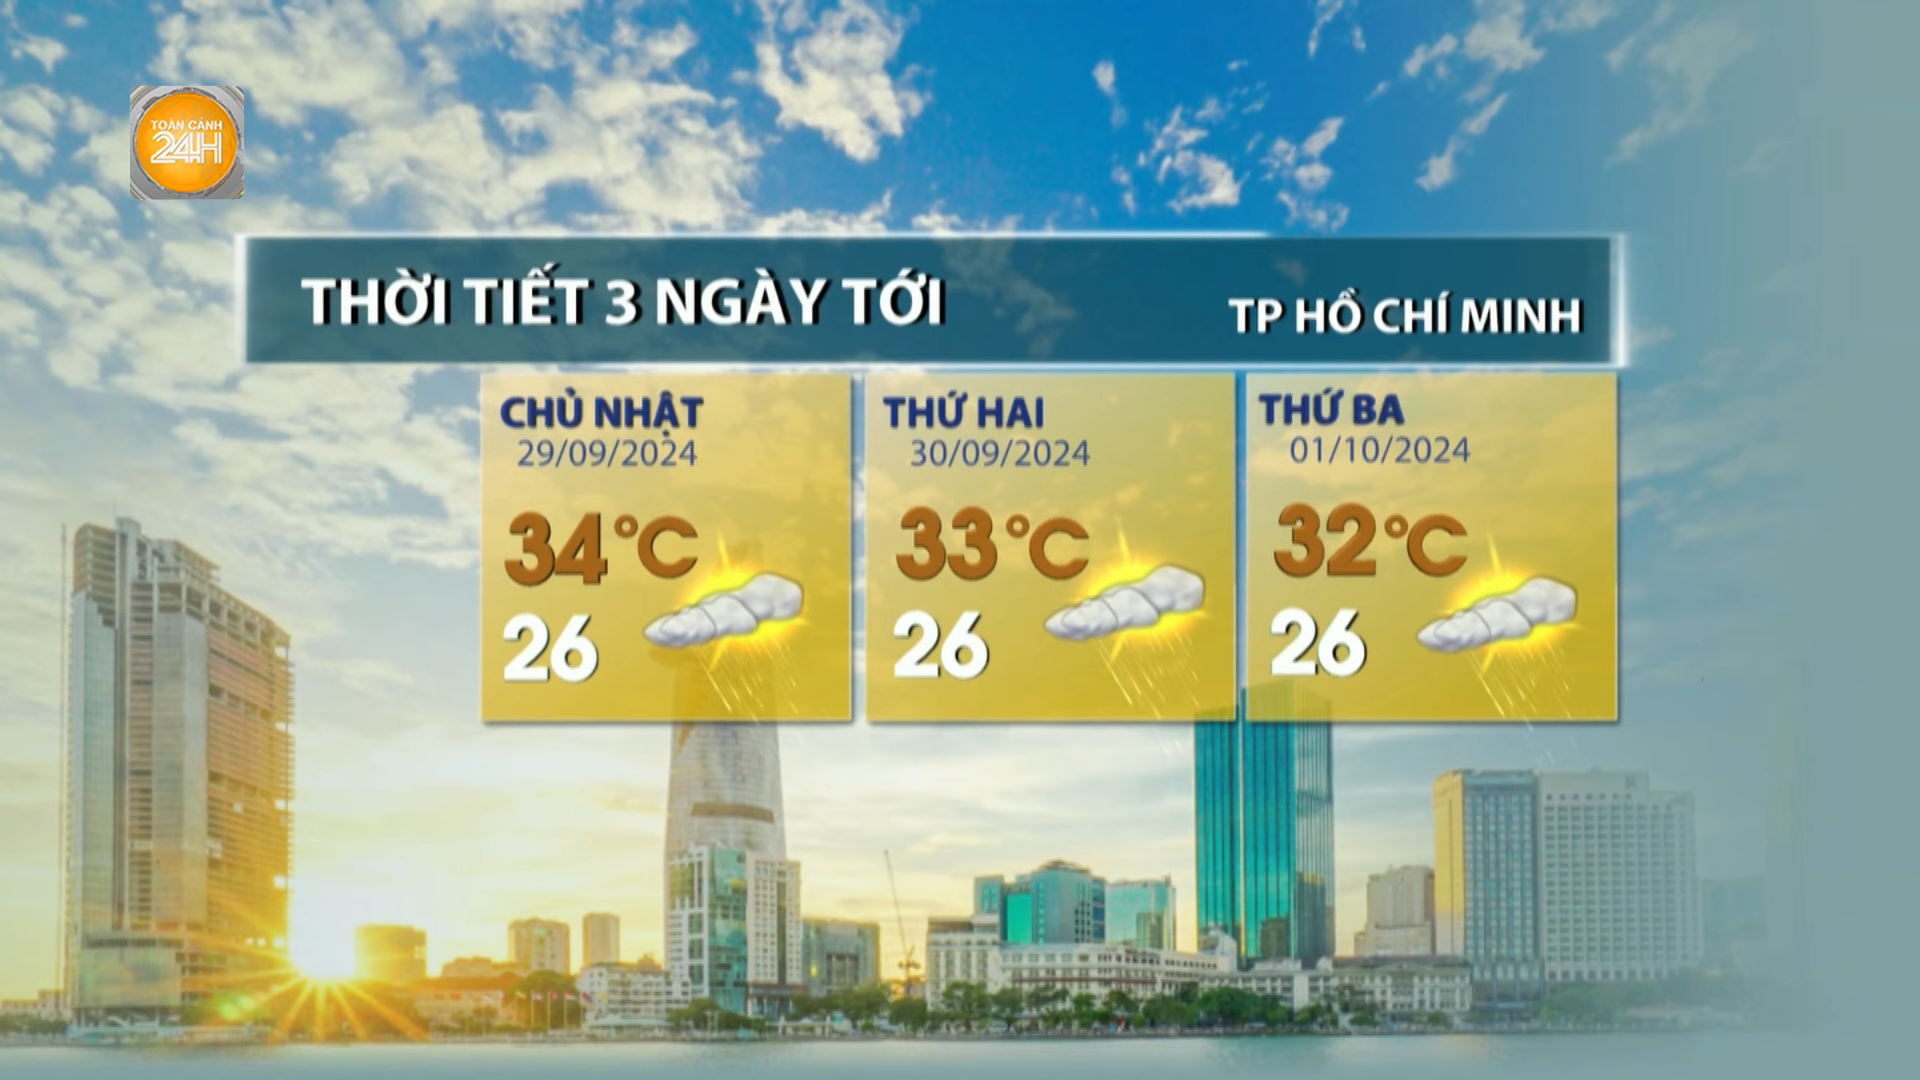 TOÀN CẢNH
24H
THỜI TIẾT 3 NGÀY TỚI
TP HỒ CHÍ MINH
CHỦ NHẬT
29/09/2024
34°C
26
THỨ HAI
30/09/2024
33°C
26
THỨ BA
01/10/2024
32°C
26